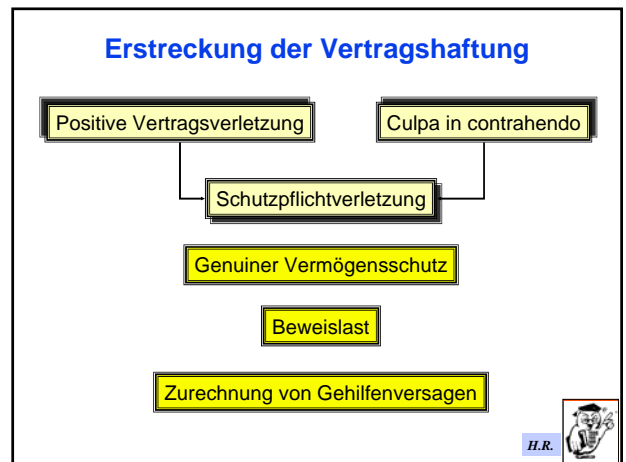 Erstreckung der Vertragshaftung
Positive Vertragsverletzung
Culpa in contrahendo
Schutzpflichtverletzung
Genuiner Vermögensschutz
Beweislast
Zurechnung von Gehilfenversagen
H.R.